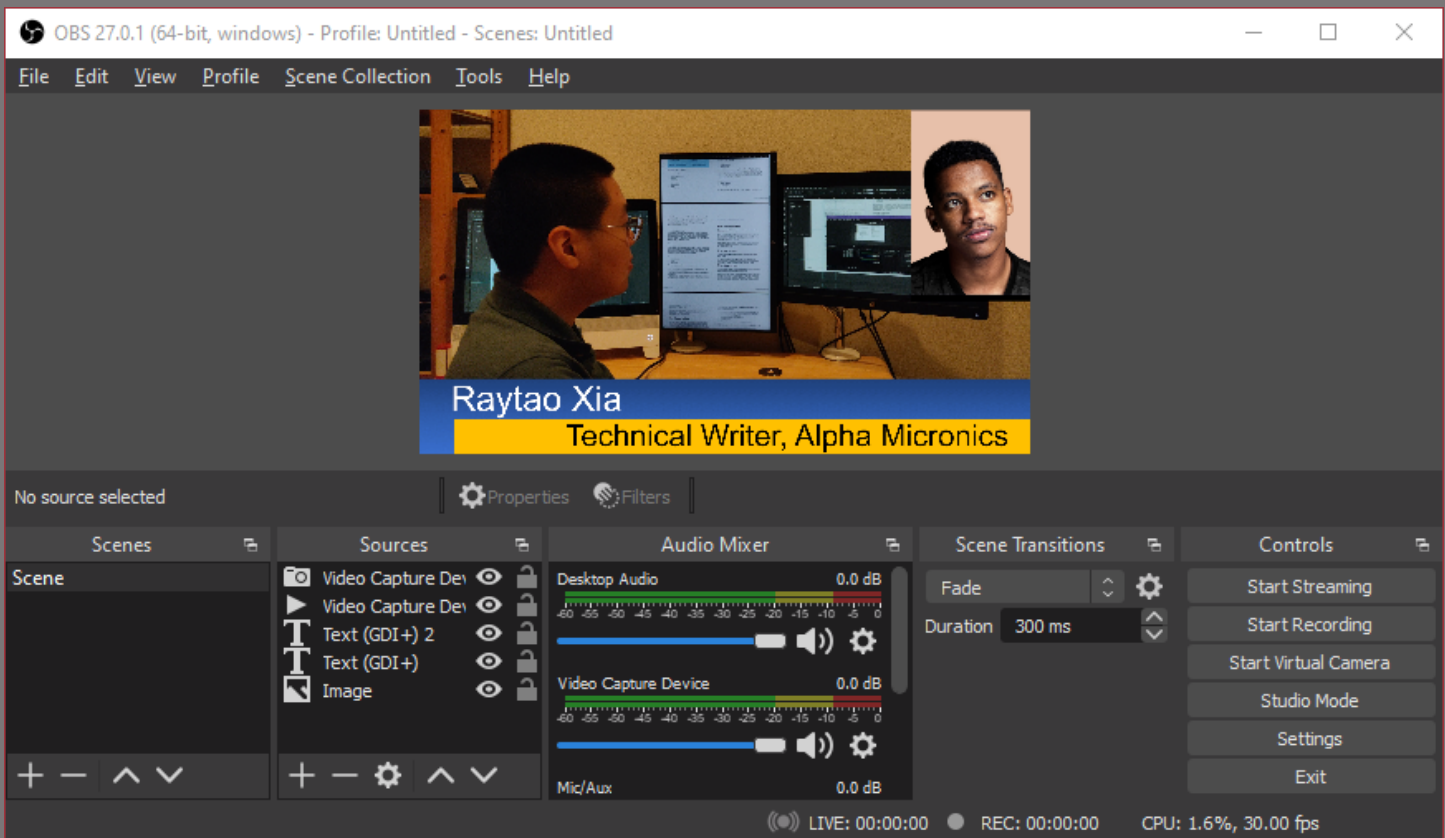 OBS 27.0.1 (64-bit, windows) - Profile: Untitled - Scenes: Untitled
File Edit View Profile Scene Collection Tools Help
Raytao Xia
Technical Writer, Alpha Micronics
No source selected
Properties
Filters
Scenes
Scene
Sources
Video Capture Dev
Video Capture Dev
Text (GDI+) 2
Text (GDI+)
Image
Audio Mixer
Desktop Audio 0.0 dB
-60 -55 -50 -45 -40 -35 -30 -25 -20 -15 -10 -5 0
Video Capture Device 0.0 dB
-60 -55 -50 -45 -40 -35 -30 -25 -20 -15 -10 -5 0
Mic/Aux 0.0 dB
Scene Transitions
Fade
Duration 300 ms
Controls
Start Streaming
Start Recording
Start Virtual Camera
Studio Mode
Settings
Exit
LIVE: 00:00:00 REC: 00:00:00 CPU: 1.6%, 30.00 fps